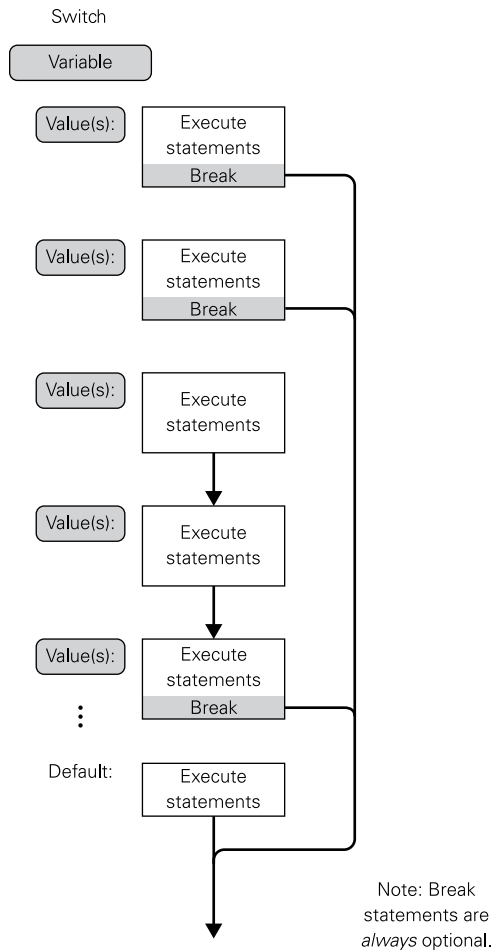 Switch
Variable
Value(s):
Execute
statements
Break
Value(s):
Execute
statements
Break
Value(s):
Execute
statements
Value(s):
Execute
statements
Value(s):
Execute
statements
Break
Default:
Execute
statements
Note: Break
statements are
always optional.